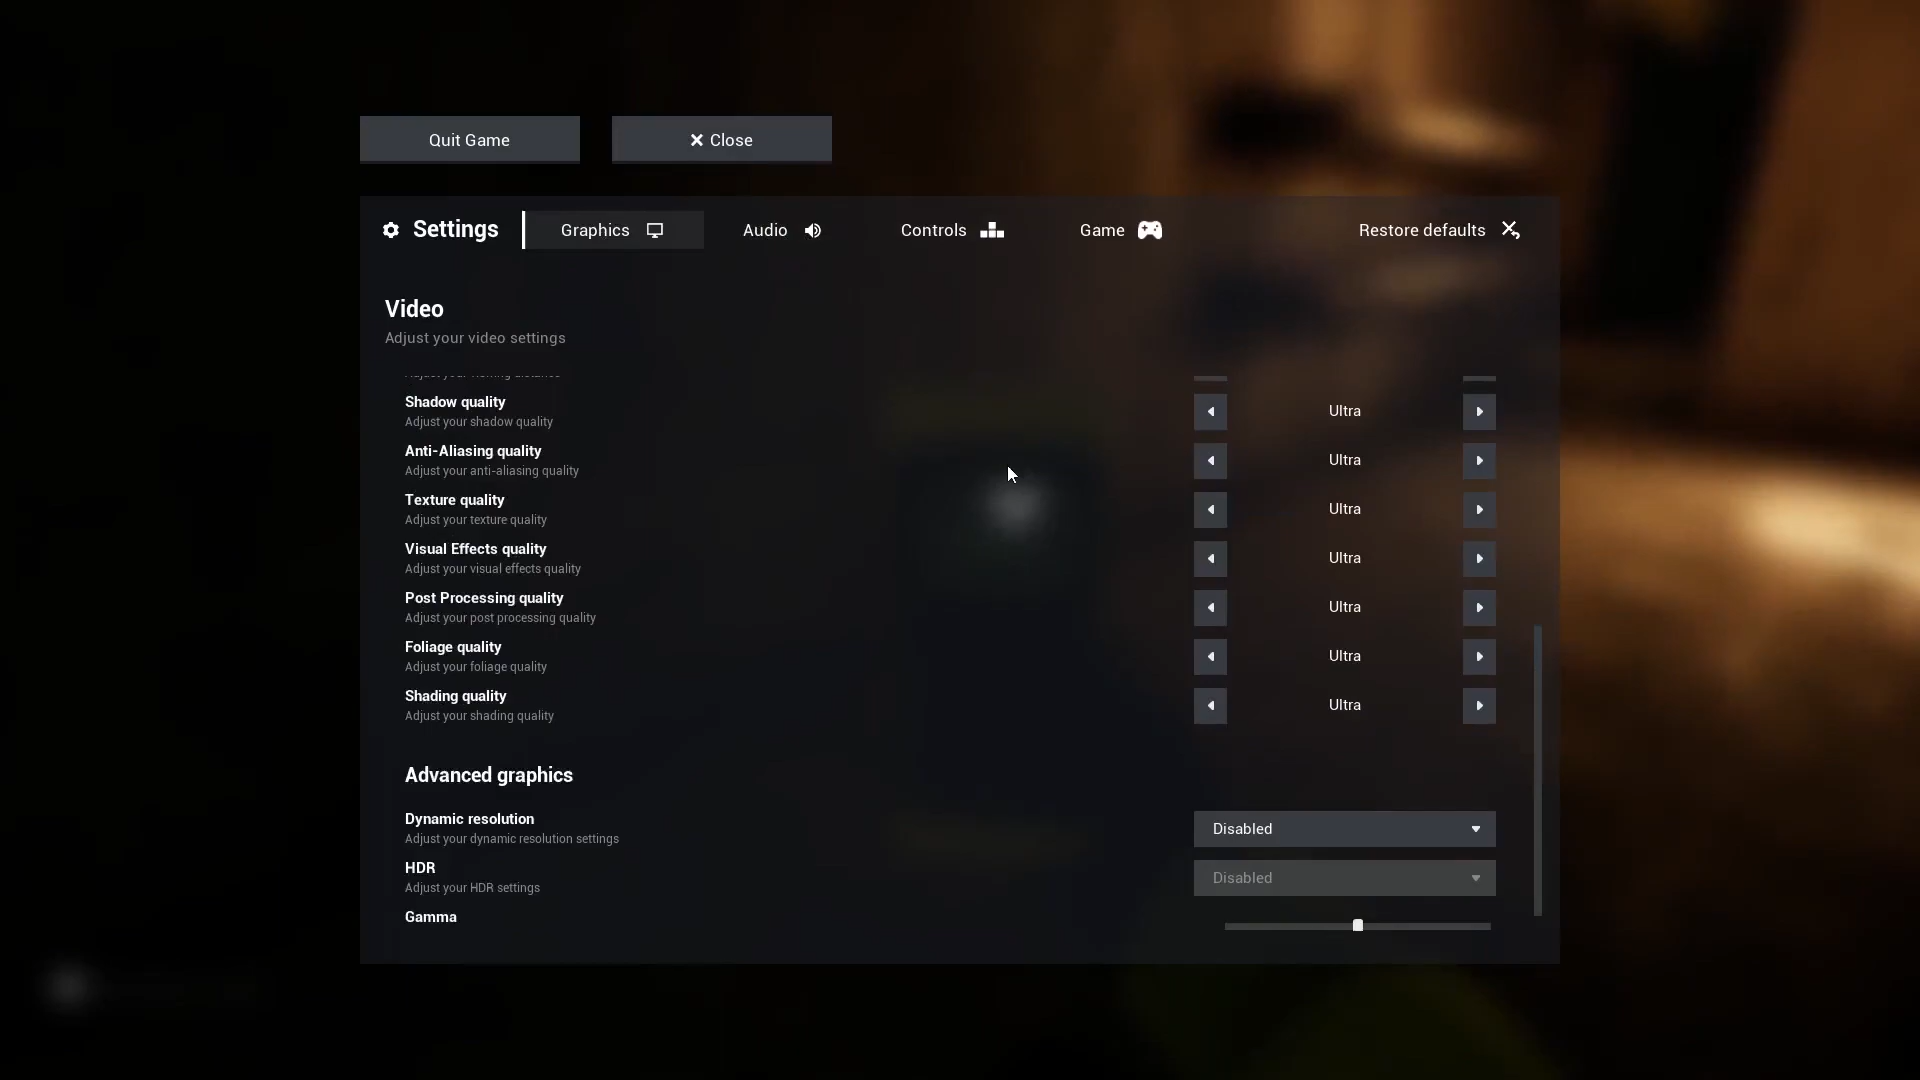 Quit Game
Close
Settings
Graphics
Audio
Controls
Game
Restore defaults
Video
Adjust your video settings
Shadow quality
Adjust your shadow quality
Ultra
Anti-Aliasing quality
Adjust your anti-aliasing quality
Ultra
Texture quality
Adjust your texture quality
Ultra
Visual Effects quality
Adjust your visual effects quality
Ultra
Post Processing quality
Adjust your post processing quality
Ultra
Foliage quality
Adjust your foliage quality
Ultra
Shading quality
Adjust your shading quality
Ultra
Advanced graphics
Dynamic resolution
Adjust your dynamic resolution settings
Disabled
HDR
Adjust your HDR settings
Disabled
Gamma